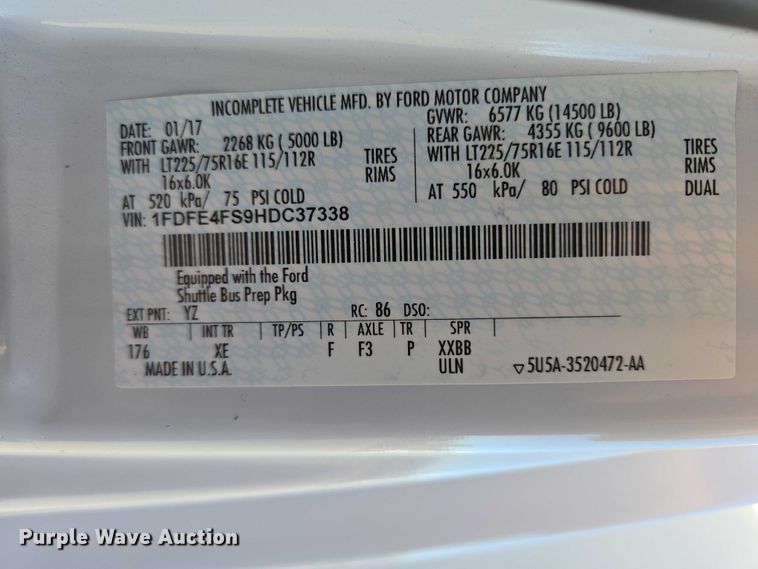 INCOMPLETE VEHICLE MFD. BY FORD MOTOR COMPANY
DATE: 01/17 GVWR: 6577 KG (14500 LB)
FRONT GAWR: 2268 KG ( 5000 LB) REAR GAWR: 4355 KG ( 9600 LB)
WITH LT225/75R16E 115/112R TIRES WITH LT225/75R16E 115/112R TIRES
16x6.0K RIMS 16x6.0K RIMS
AT 520 kPa/ 75 PSI COLD AT 550 kPa/ 80 PSI COLD DUAL
VIN: 1FDFE4FS9HDC37338
Equipped with the Ford
Shuttle Bus Prep Pkg
EXT PNT: YZ RC: 86 DSO:
WB INT TR TP/PS R AXLE TR SPR
176 XE F F3 P XXBB
MADE IN U.S.A. ULN ▽5U5A-3520472-AA
Purple Wave Auction